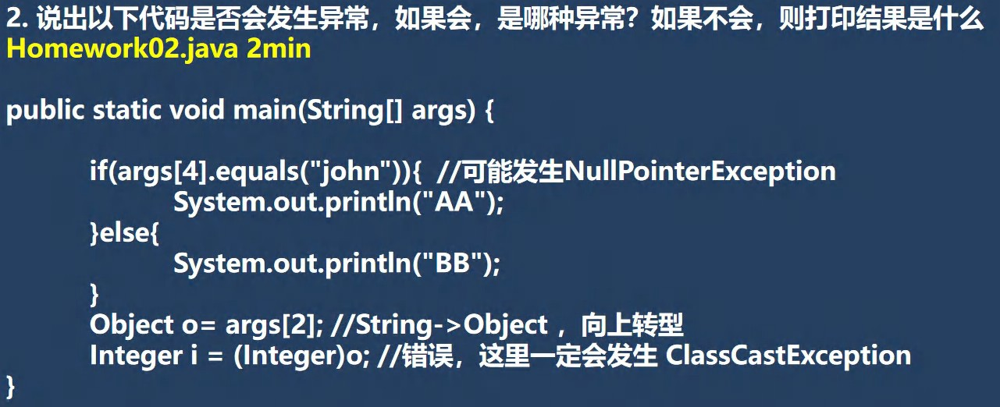 2. 说出以下代码是否会发生异常，如果会，是哪种异常？如果不会，则打印结果是什么
Homework02.java 2min
public static void main(String[] args) {
if(args[4].equals("john")){  //可能发生NullPointerException
System.out.println("AA");
}else{
System.out.println("BB");
}
Object o= args[2]; //String->Object ，向上转型
Integer i = (Integer)o; //错误，这里一定会发生 ClassCastException
}